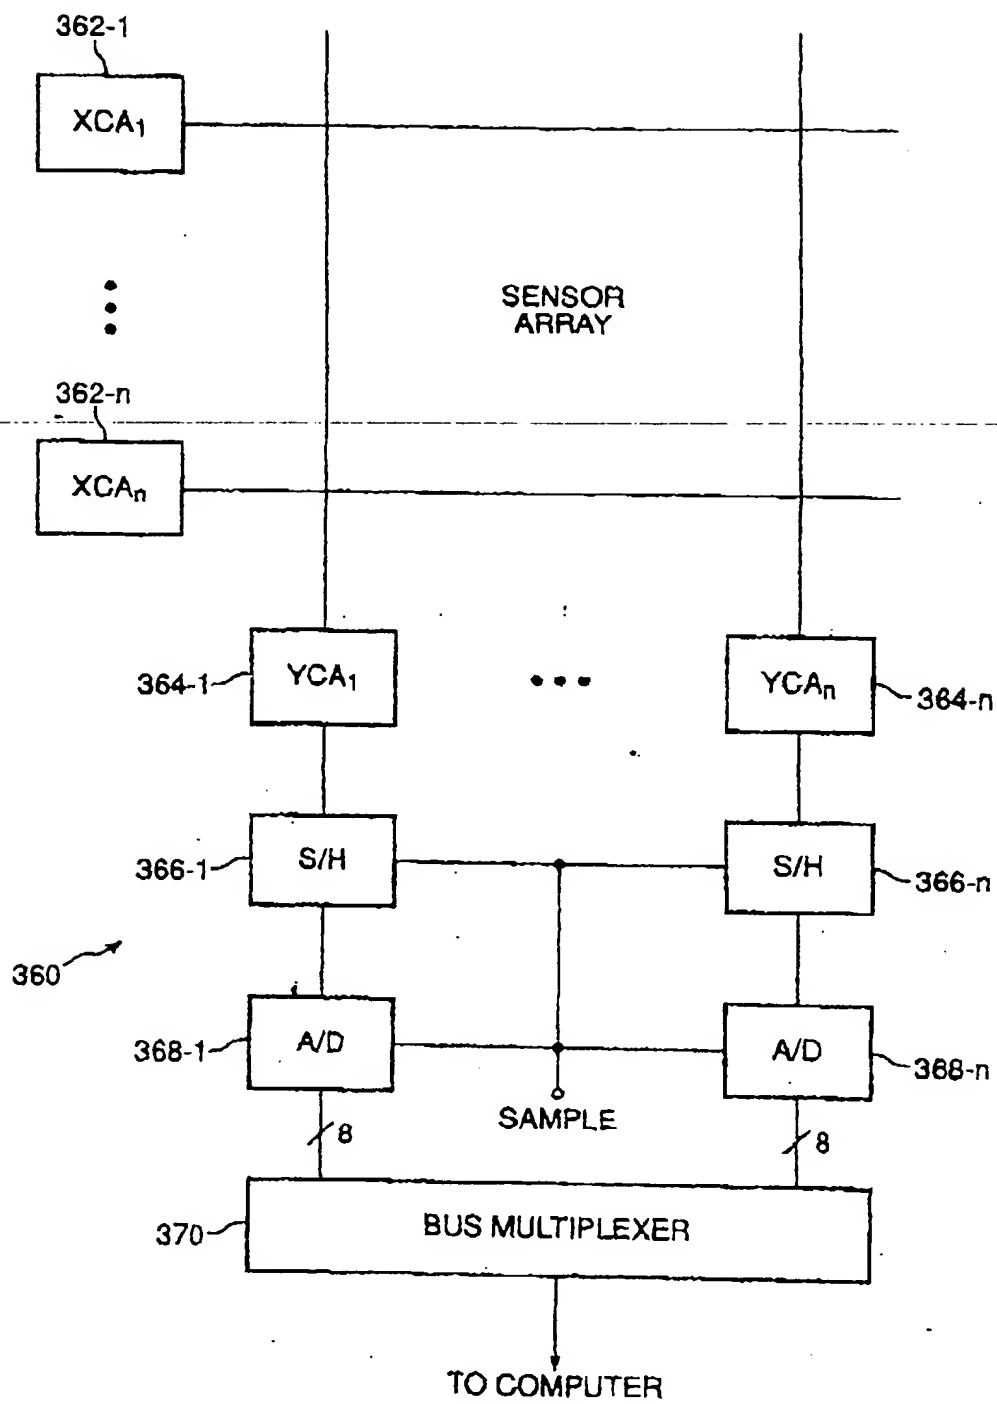 362-1
XCA1
SENSOR
ARRAY
362-n
XCAn
364-1
YCA1
YCAn
364-n
366-1
S/H
S/H
366-n
360
368-1
A/D
A/D
368-n
SAMPLE
8
8
370
BUS MULTIPLEXER
TO COMPUTER